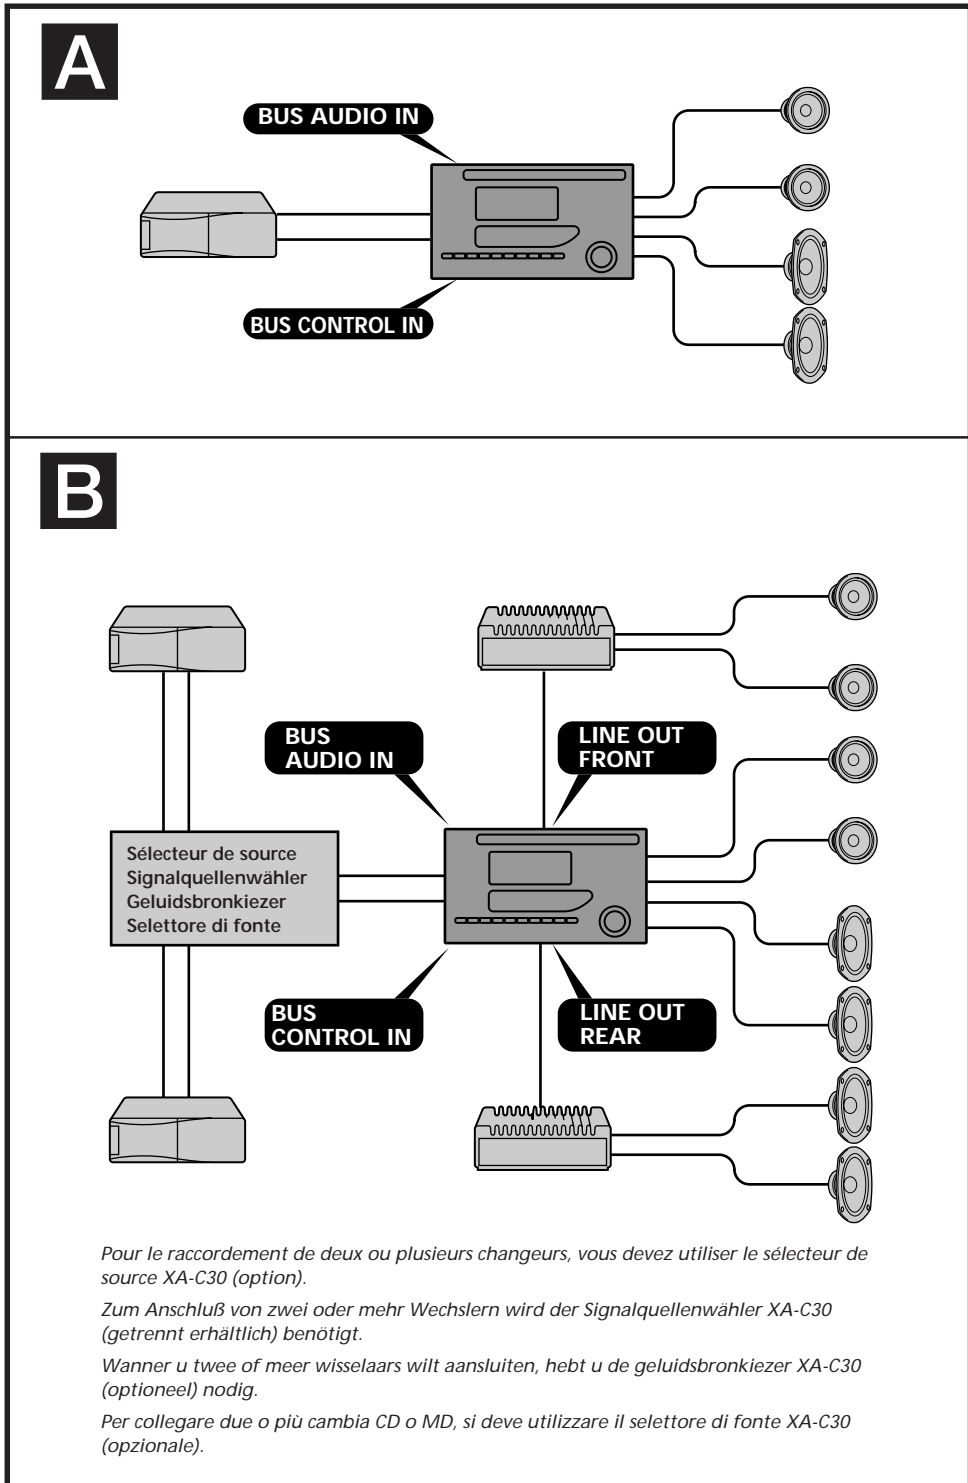 A
BUS AUDIO IN
BUS CONTROL IN
B
BUS
AUDIO IN
LINE OUT
FRONT
Sélecteur de source
Signalquellenwähler
Geluidsbronkiezer
Selettore di fonte
BUS
CONTROL IN
LINE OUT
REAR
Pour le raccordement de deux ou plusieurs changeurs, vous devez utiliser le sélecteur de
source XA-C30 (option).
Zum Anschluß von zwei oder mehr Wechslern wird der Signalquellenwähler XA-C30
(getrennt erhältlich) benötigt.
Wanner u twee of meer wisselaars wilt aansluiten, hebt u de geluidsbronkiezer XA-C30
(optioneel) nodig.
Per collegare due o più cambia CD o MD, si deve utilizzare il selettore di fonte XA-C30
(opzionale).